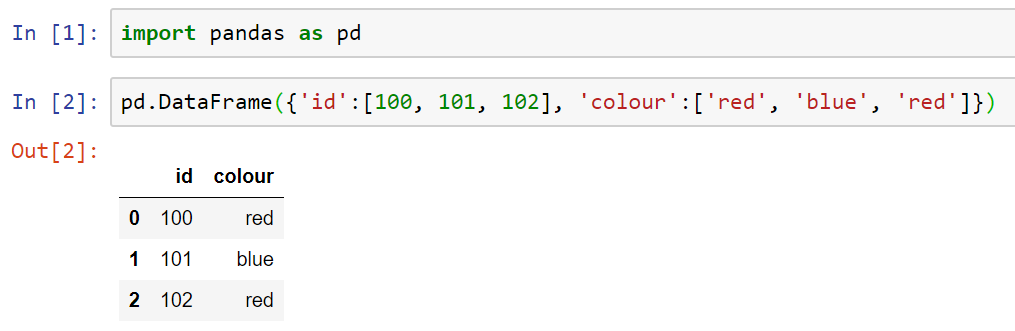 In [1]: import pandas as pd
In [2]: pd.DataFrame({'id':[100, 101, 102], 'colour':['red', 'blue', 'red']})
Out[2]:
id colour
0 100 red
1 101 blue
2 102 red